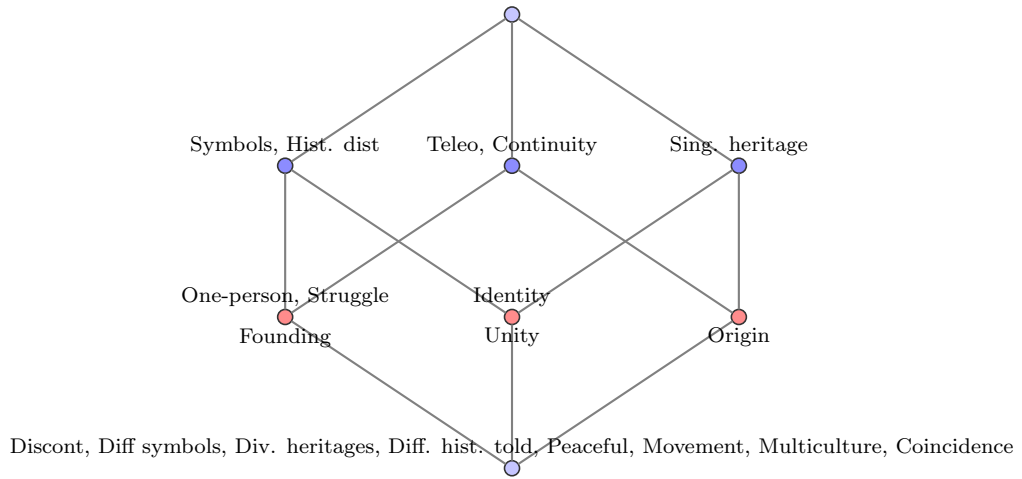 Symbols, Hist. dist
Teleo, Continuity
Sing. heritage
One-person, Struggle
Identity
Founding
Unity
Origin
Discont, Diff symbols, Div. heritages, Diff. hist. told, Peaceful, Movement, Multiculture, Coincidence